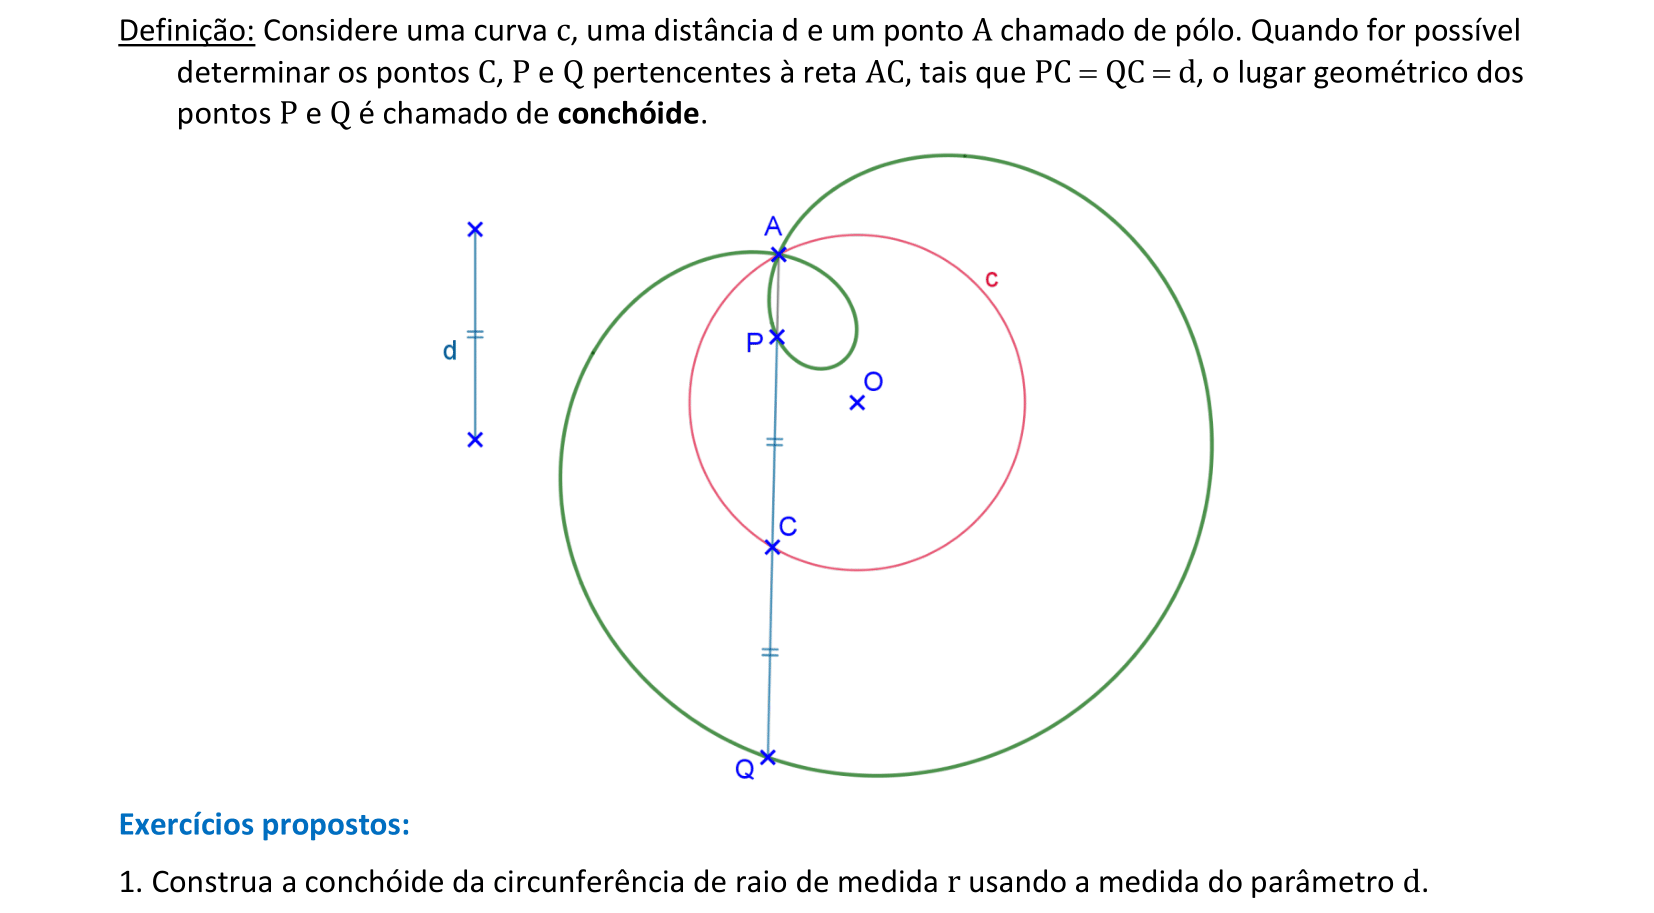 Definição: Considere uma curva c, uma distância d e um ponto A chamado de pólo. Quando for possível
determinar os pontos C, P e Q pertencentes à reta AC, tais que PC = QC = d, o lugar geométrico dos
pontos P e Q é chamado de conchóide.
A
c
d
P
O
C
Q
Exercícios propostos:
1. Construa a conchóide da circunferência de raio de medida r usando a medida do parâmetro d.